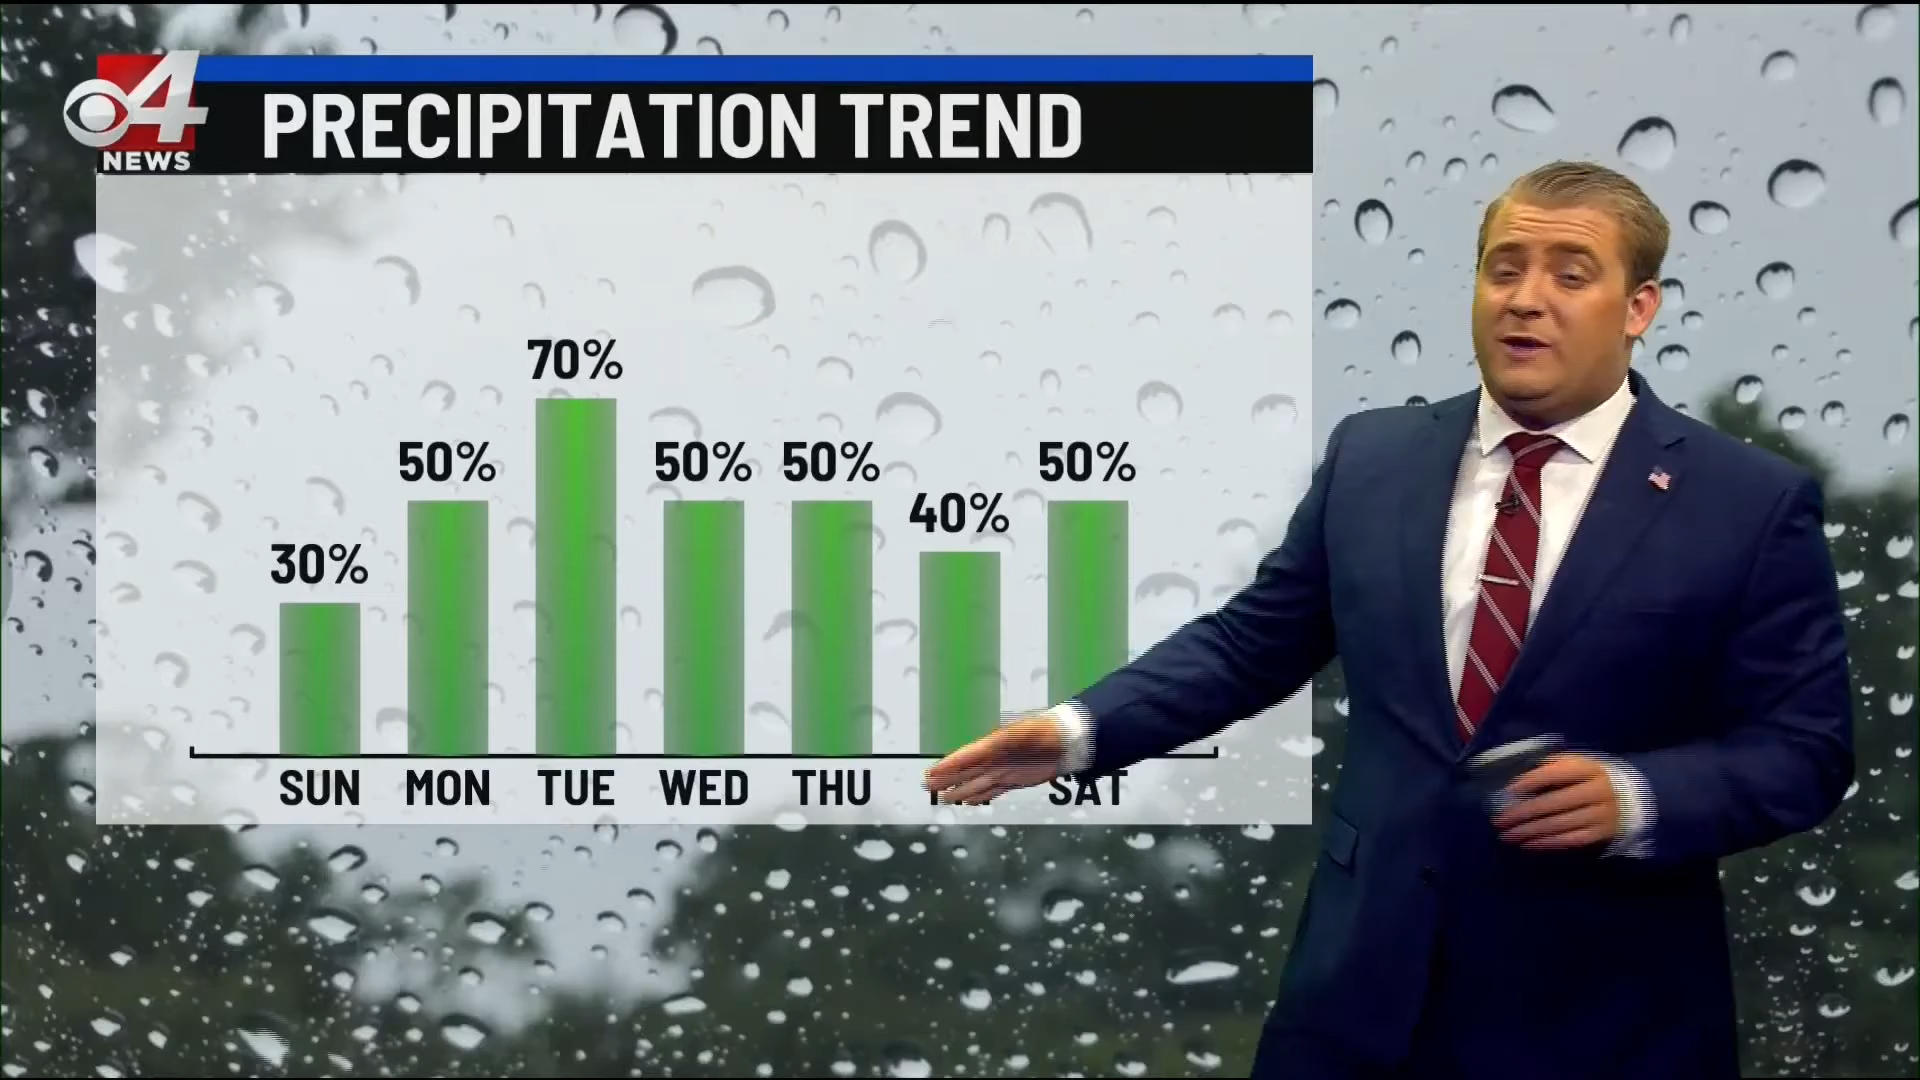 4
NEWS
PRECIPITATION TREND
70%
50% 50% 50% 50%
40%
30%
SUN MON TUE WED THU SAT